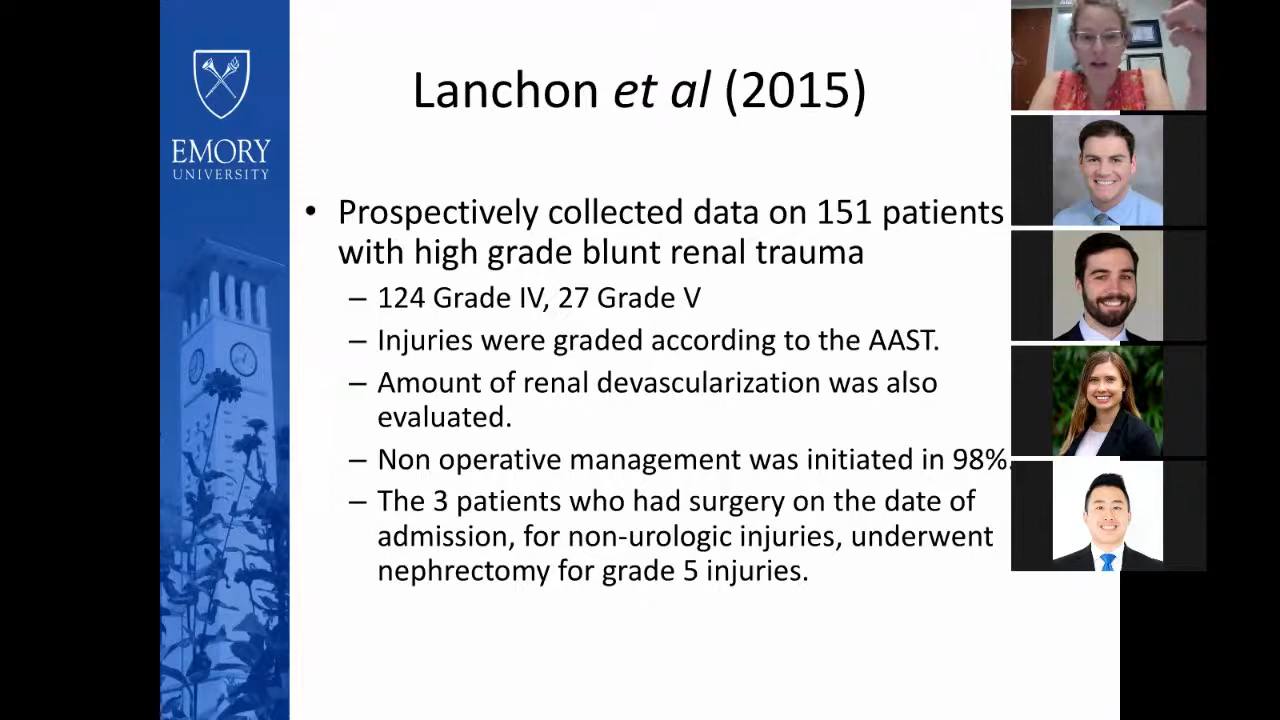 Lanchon et al (2015)
EMORY
UNIVERSITY
• Prospectively collected data on 151 patients
with high grade blunt renal trauma
– 124 Grade IV, 27 Grade V
– Injuries were graded according to the AAST.
– Amount of renal devascularization was also
evaluated.
– Non operative management was initiated in 98%.
– The 3 patients who had surgery on the date of
admission, for non-urologic injuries, underwent
nephrectomy for grade 5 injuries.